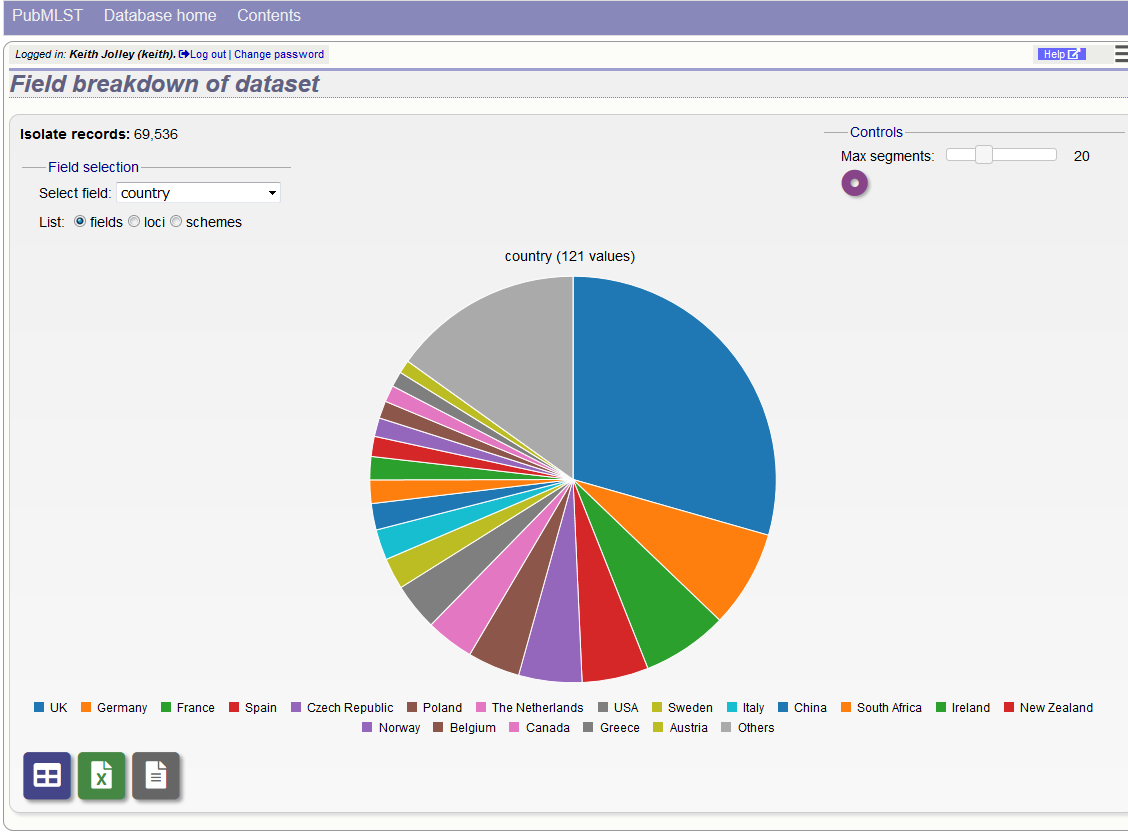 PubMLST Database home Contents
Logged in: Keith Jolley (keith). Log out | Change password Help
Field breakdown of dataset
Isolate records: 69,536
Controls
Max segments: 20
Field selection
Select field: country
List: fields loci schemes
country (121 values)
UK Germany France Spain Czech Republic Poland The Netherlands USA Sweden Italy China South Africa Ireland New Zealand
Norway Belgium Canada Greece Austria Others
X